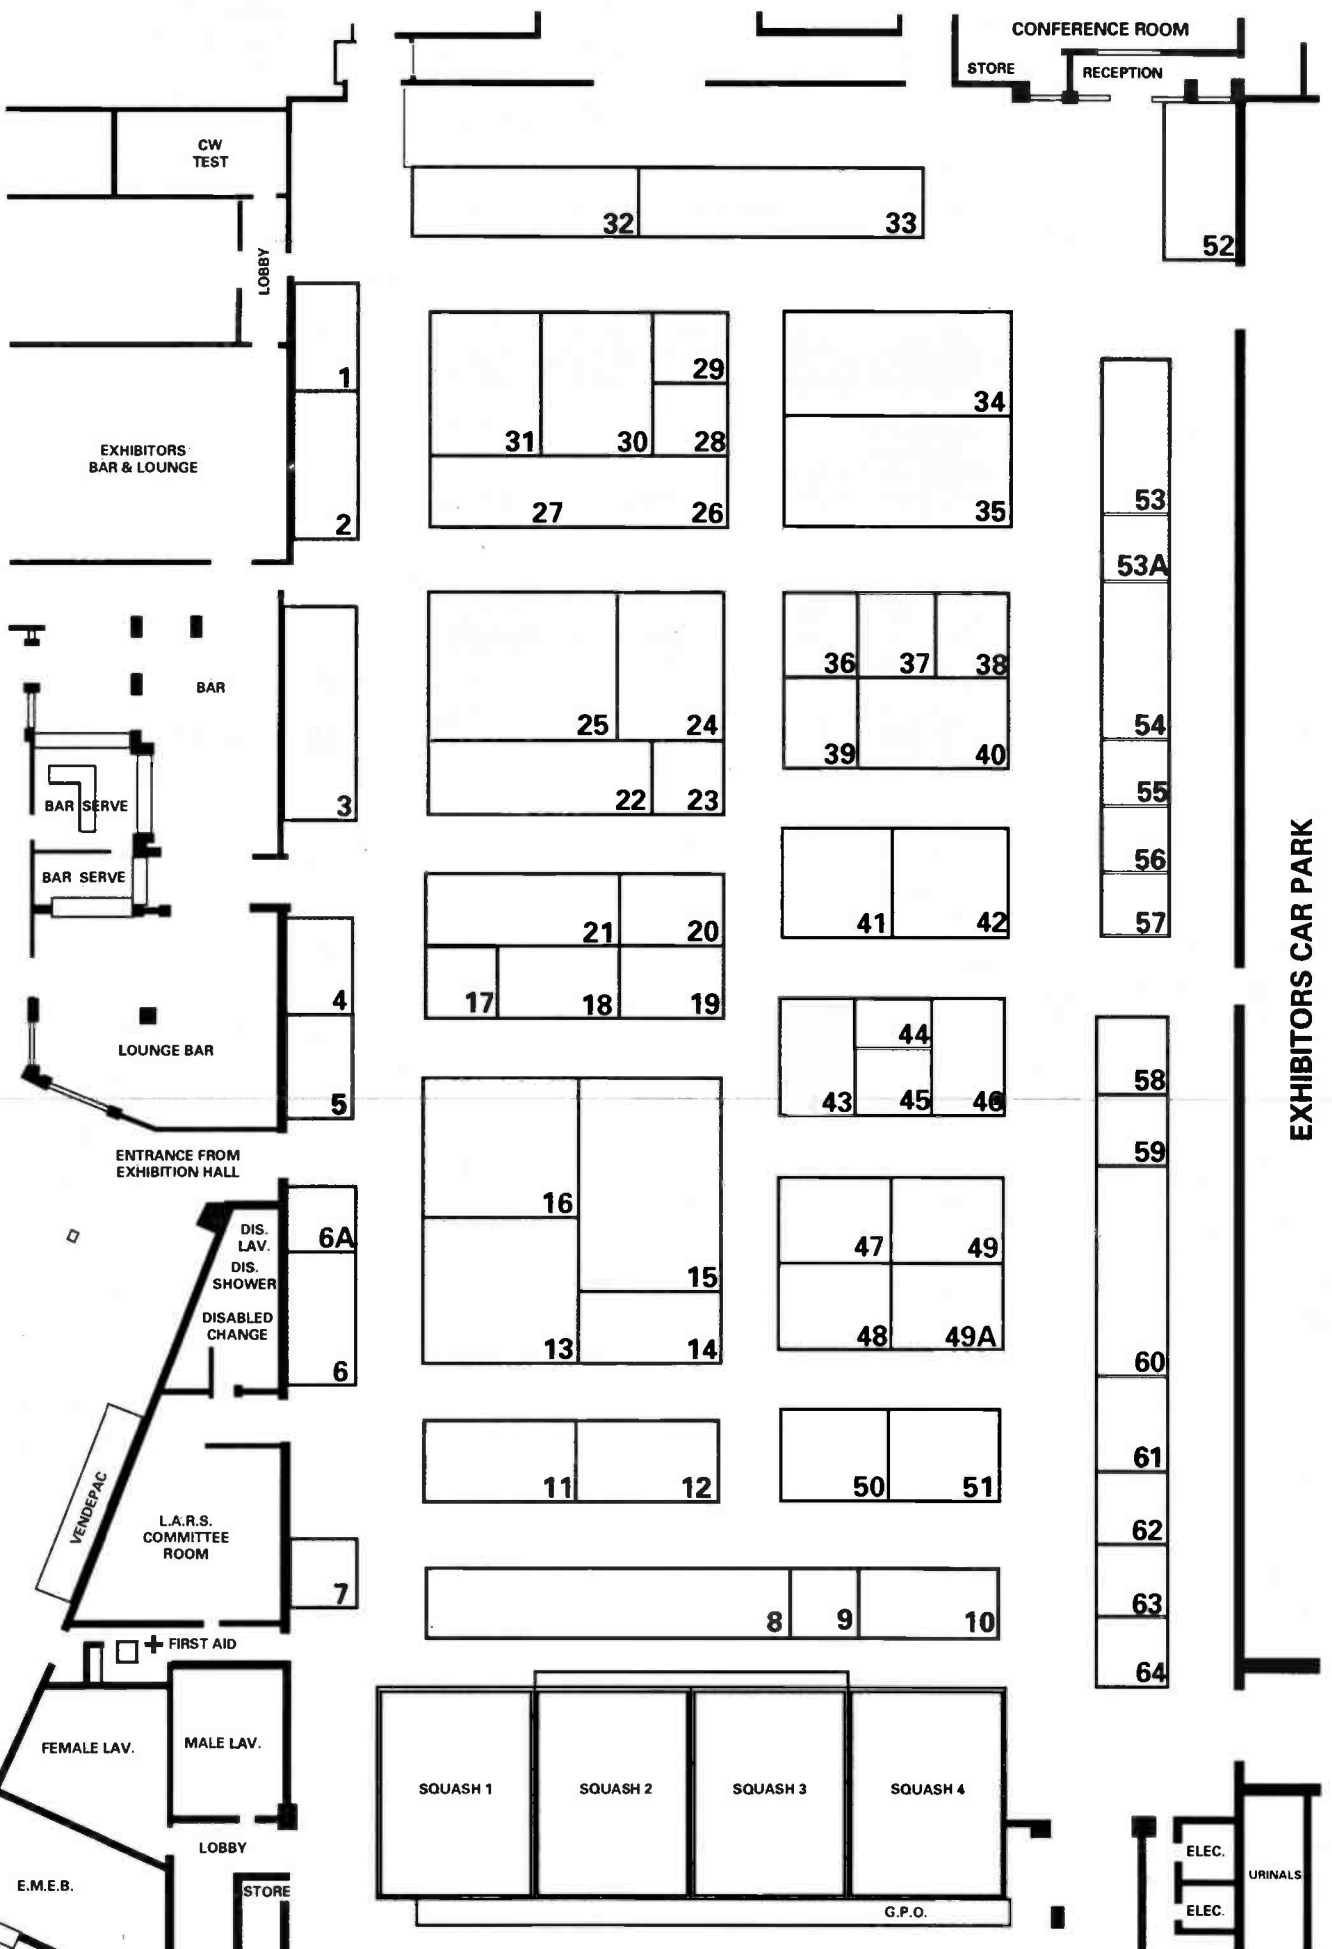 CONFERENCE ROOM
STORE
RECEPTION
CW
TEST
32
33
52
LOBBY
1
29
34
31
30
28
EXHIBITORS
BAR & LOUNGE
53
27
26
35
2
53A
36
37
38
BAR
25
24
54
39
40
55
BAR SERVE
22
23
3
56
BAR SERVE
41
42
57
21
20
EXHIBITORS CAR PARK
4
17
18
19
44
LOUNGE BAR
58
5
43
45
46
ENTRANCE FROM
EXHIBITION HALL
59
16
DIS.
LAV.
6A
47
49
DIS.
SHOWER
15
DISABLED
CHANGE
13
14
48
49A
6
60
11
12
50
51
61
VENDEPAC
L.A.R.S.
COMMITTEE
ROOM
62
7
8
9
10
63
FIRST AID
64
FEMALE LAV.
MALE LAV.
SQUASH 1
SQUASH 2
SQUASH 3
SQUASH 4
LOBBY
ELEC.
E.M.E.B.
STORE
URINALS
G.P.O.
ELEC.